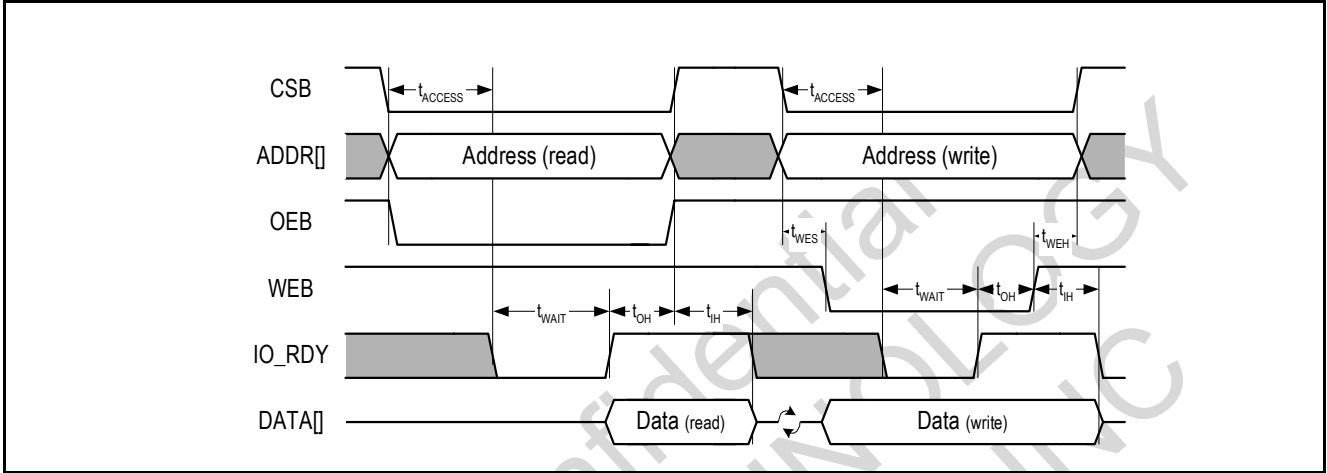 CSB tACCESS tACCESS
ADDR[] Address (read) Address (write)
OEB
tWES tWEH
WEB
tWAIT tOH tIH tWAIT tOH tIH
IO_RDY
DATA[] Data (read) Data (write)